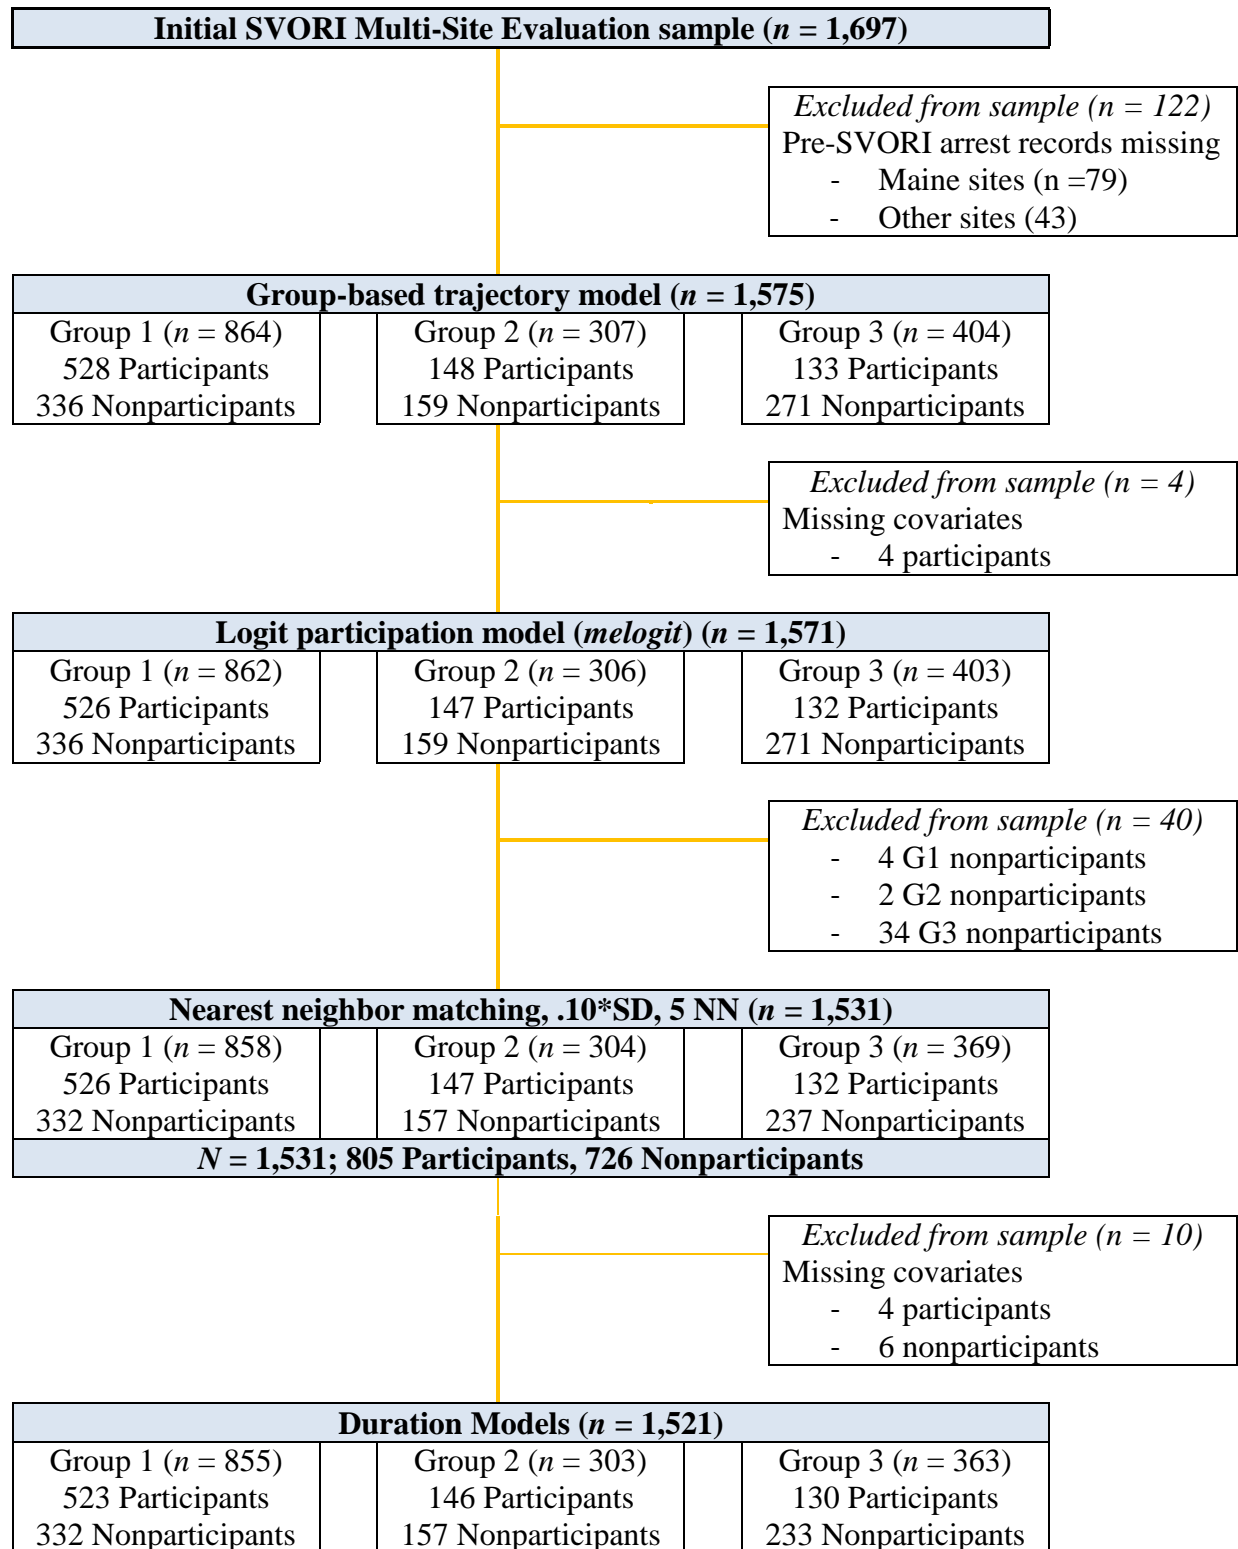 Initial SVORI Multi-Site Evaluation sample (n = 1,697)
Excluded from sample (n = 122)
Pre-SVORI arrest records missing
- Maine sites (n =79)
- Other sites (43)
Group-based trajectory model (n = 1,575)
Group 1 (n = 864)
528 Participants
336 Nonparticipants
Group 2 (n = 307)
148 Participants
159 Nonparticipants
Group 3 (n = 404)
133 Participants
271 Nonparticipants
Excluded from sample (n = 4)
Missing covariates
- 4 participants
Logit participation model (melogit) (n = 1,571)
Group 1 (n = 862)
526 Participants
336 Nonparticipants
Group 2 (n = 306)
147 Participants
159 Nonparticipants
Group 3 (n = 403)
132 Participants
271 Nonparticipants
Excluded from sample (n = 40)
- 4 G1 nonparticipants
- 2 G2 nonparticipants
- 34 G3 nonparticipants
Nearest neighbor matching, .10*SD, 5 NN (n = 1,531)
Group 1 (n = 858)
526 Participants
332 Nonparticipants
Group 2 (n = 304)
147 Participants
157 Nonparticipants
Group 3 (n = 369)
132 Participants
237 Nonparticipants
N = 1,531; 805 Participants, 726 Nonparticipants
Excluded from sample (n = 10)
Missing covariates
- 4 participants
- 6 nonparticipants
Duration Models (n = 1,521)
Group 1 (n = 855)
523 Participants
332 Nonparticipants
Group 2 (n = 303)
146 Participants
157 Nonparticipants
Group 3 (n = 363)
130 Participants
233 Nonparticipants